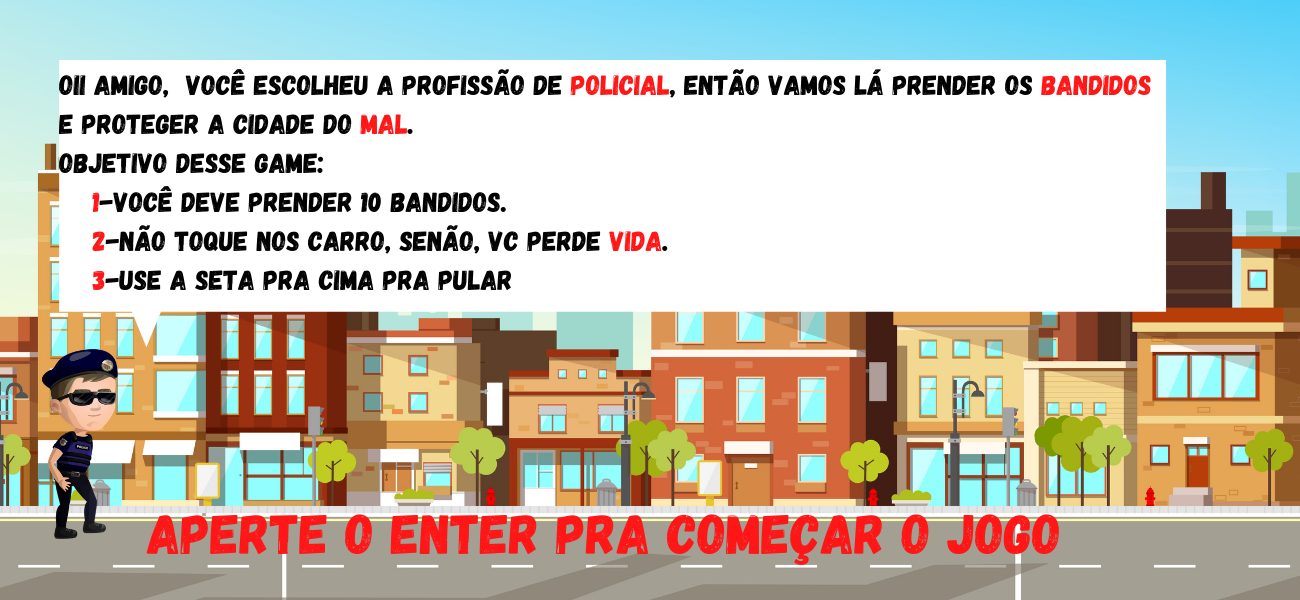 OII AMIGO, VOCÊ ESCOLHEU A PROFISSÃO DE POLICIAL, ENTÃO VAMOS LÁ PRENDER OS BANDIDOS
E PROTEGER A CIDADE DO MAL.
OBJETIVO DESSE GAME:
1-VOCÊ DEVE PRENDER 10 BANDIDOS.
2-NÃO TOQUE NOS CARRO, SENÃO, VC PERDE VIDA.
3-USE A SETA PRA CIMA PRA PULAR
APERTE O ENTER PRA COMEÇAR O JOGO